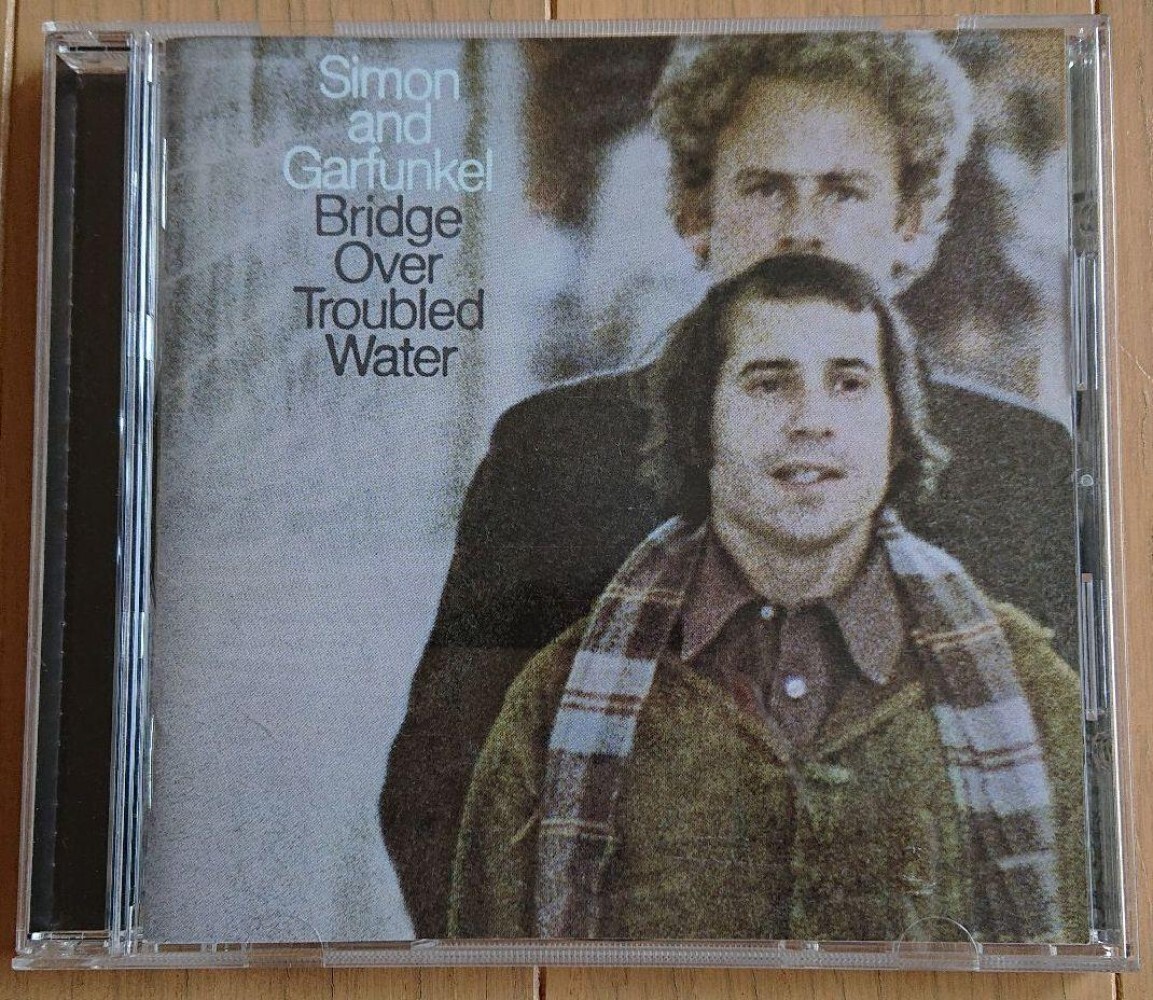 Simon
and
Garfunkel
Bridge
Over
Troubled
Water